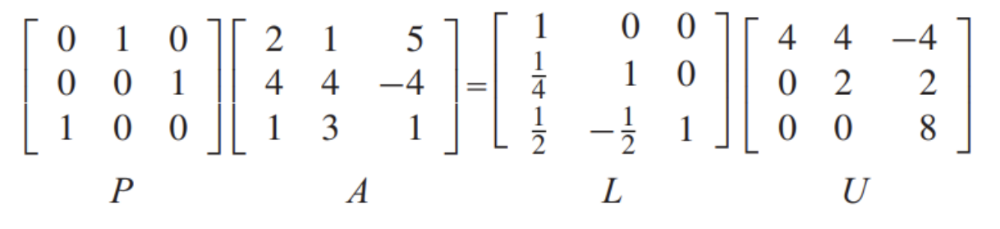 [ 0 1 0 ] [ 2 1 5 ] = [ 1 0 0 ] [ 4 4 −4 ]
[ 0 0 1 ] [ 4 4 −4 ] [ 1/4 1 0 ] [ 0 2 2 ]
[ 1 0 0 ] [ 1 3 1 ] [ 1/2 −1/2 1 ] [ 0 0 8 ]
P A L U